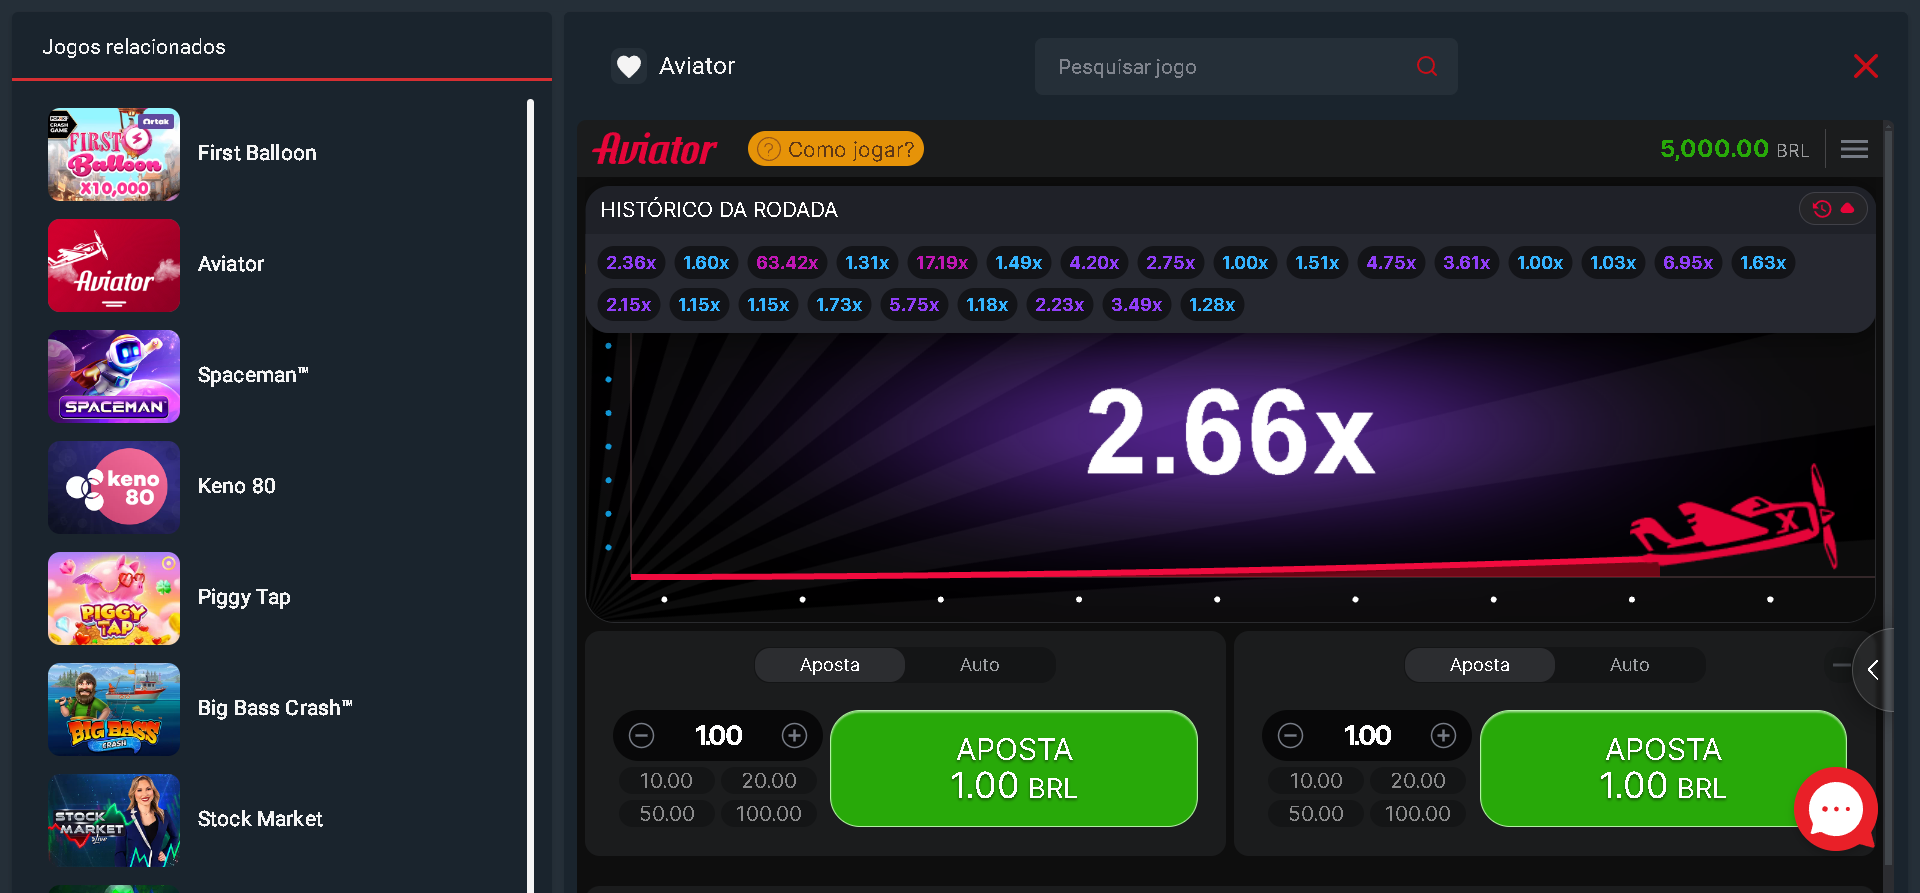 Jogos relacionados
FIRST
Balloon
X10,000
First Balloon
Aviator
Aviator
SPACEMAN
Spaceman™
keno
80
Keno 80
PIGGY
TAP
Piggy Tap
BIG BASS
CRASH
Big Bass Crash™
STOCK
MARKET
Stock Market
Aviator
Pesquisar jogo
Aviator
? Como jogar?
5,000.00 BRL
HISTÓRICO DA RODADA
2.36x 1.60x 63.42x 1.31x 17.19x 1.49x 4.20x 2.75x 1.00x 1.51x 4.75x 3.61x 1.00x 1.03x 6.95x 1.63x
2.15x 1.15x 1.15x 1.73x 5.75x 1.18x 2.23x 3.49x 1.28x
2.66x
X
Aposta Auto
1.00
10.00 20.00
50.00 100.00
APOSTA
1.00 BRL
Aposta Auto
1.00
10.00 20.00
50.00 100.00
APOSTA
1.00 BRL